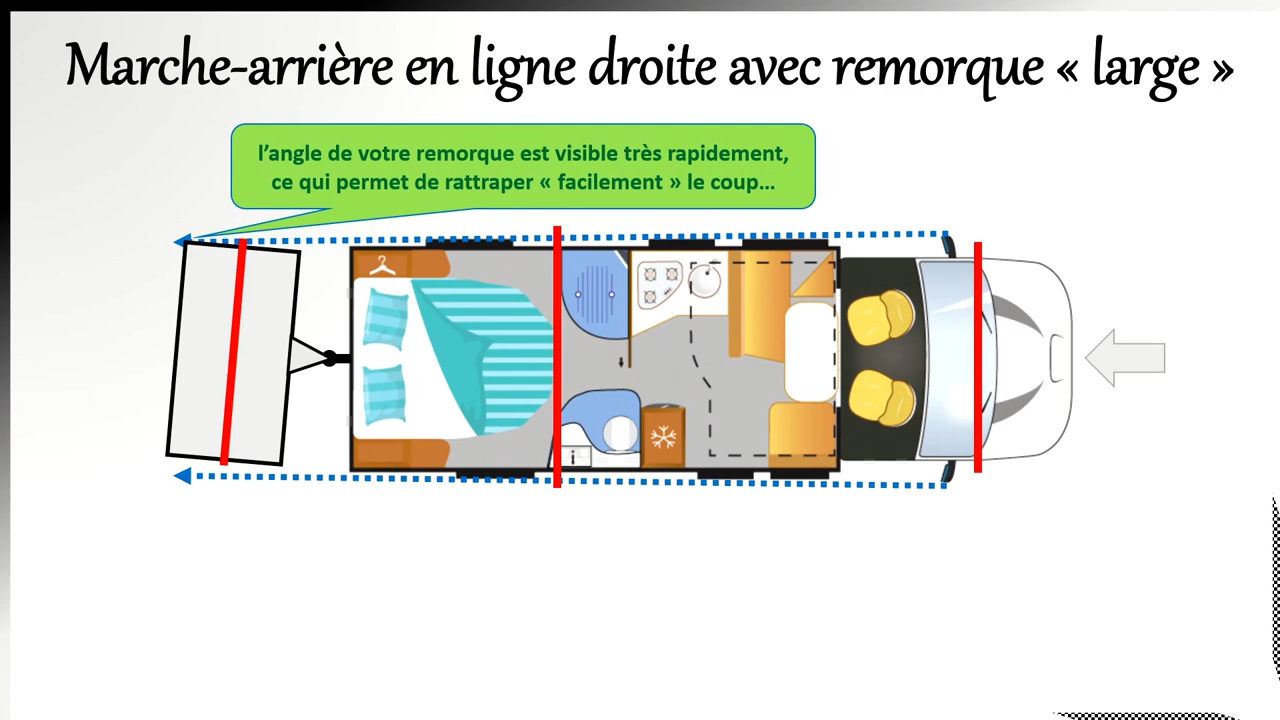 Marche-arrière en ligne droite avec remorque « large »
l’angle de votre remorque est visible très rapidement,
ce qui permet de rattraper « facilement » le coup…